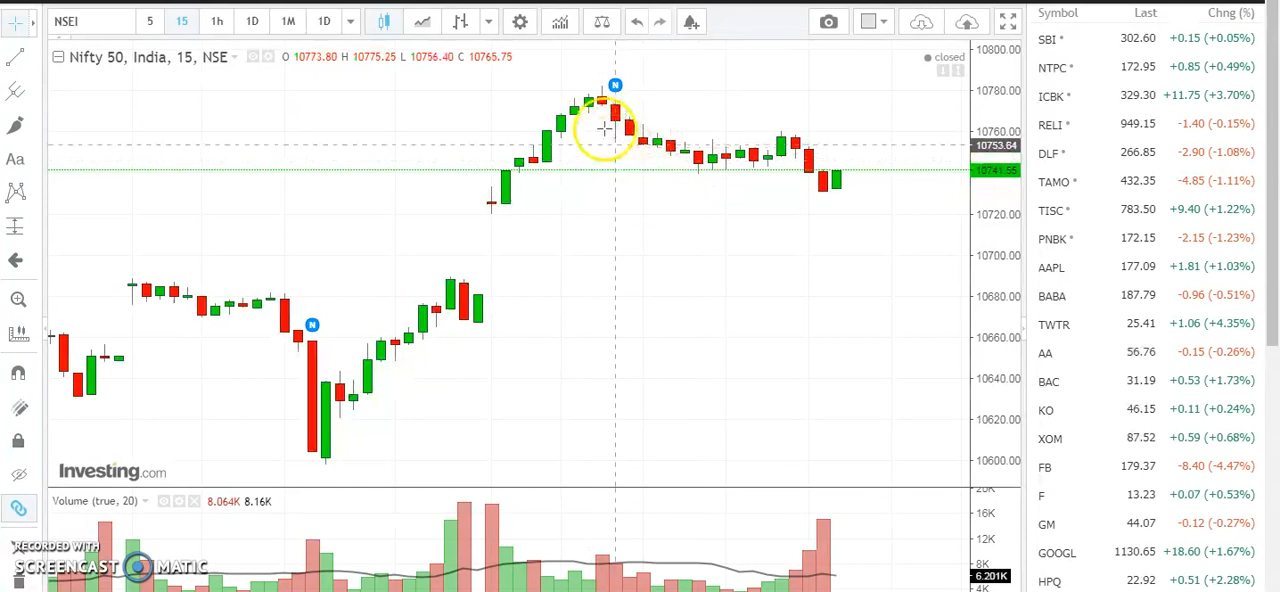 NSEI 5 15 1h 1D 1M 1D
Nifty 50, India, 15, NSE O 10773.80 H 10775.25 L 10756.40 C 10765.75
closed
N
N
Aa
10800.00
10780.00
10760.00
10753.64
10741.55
10720.00
10700.00
10680.00
10660.00
10640.00
10620.00
10600.00
Investing.com
Volume (true, 20) 8.064K 8.16K
20K
16K
12K
8K
6.201K
4K
RECORDED WITH
SCREENCAST MATIC
Symbol Last Chng (%)
SBI 302.60 +0.15 (+0.05%)
NTPC 172.95 +0.85 (+0.49%)
ICBK 329.30 +11.75 (+3.70%)
RELI 949.15 -1.40 (-0.15%)
DLF 266.85 -2.90 (-1.08%)
TAMO 432.35 -4.85 (-1.11%)
TISC 783.50 +9.40 (+1.22%)
PNBK 172.15 -2.15 (-1.23%)
AAPL 177.09 +1.81 (+1.03%)
BABA 187.79 -0.96 (-0.51%)
TWTR 25.41 +1.06 (+4.35%)
AA 56.76 -0.15 (-0.26%)
BAC 31.19 +0.53 (+1.73%)
KO 46.15 +0.11 (+0.24%)
XOM 87.52 +0.59 (+0.68%)
FB 179.37 -8.40 (-4.47%)
F 13.23 +0.07 (+0.53%)
GM 44.07 -0.12 (-0.27%)
GOOGL 1130.65 +18.60 (+1.67%)
HPQ 22.92 +0.51 (+2.28%)